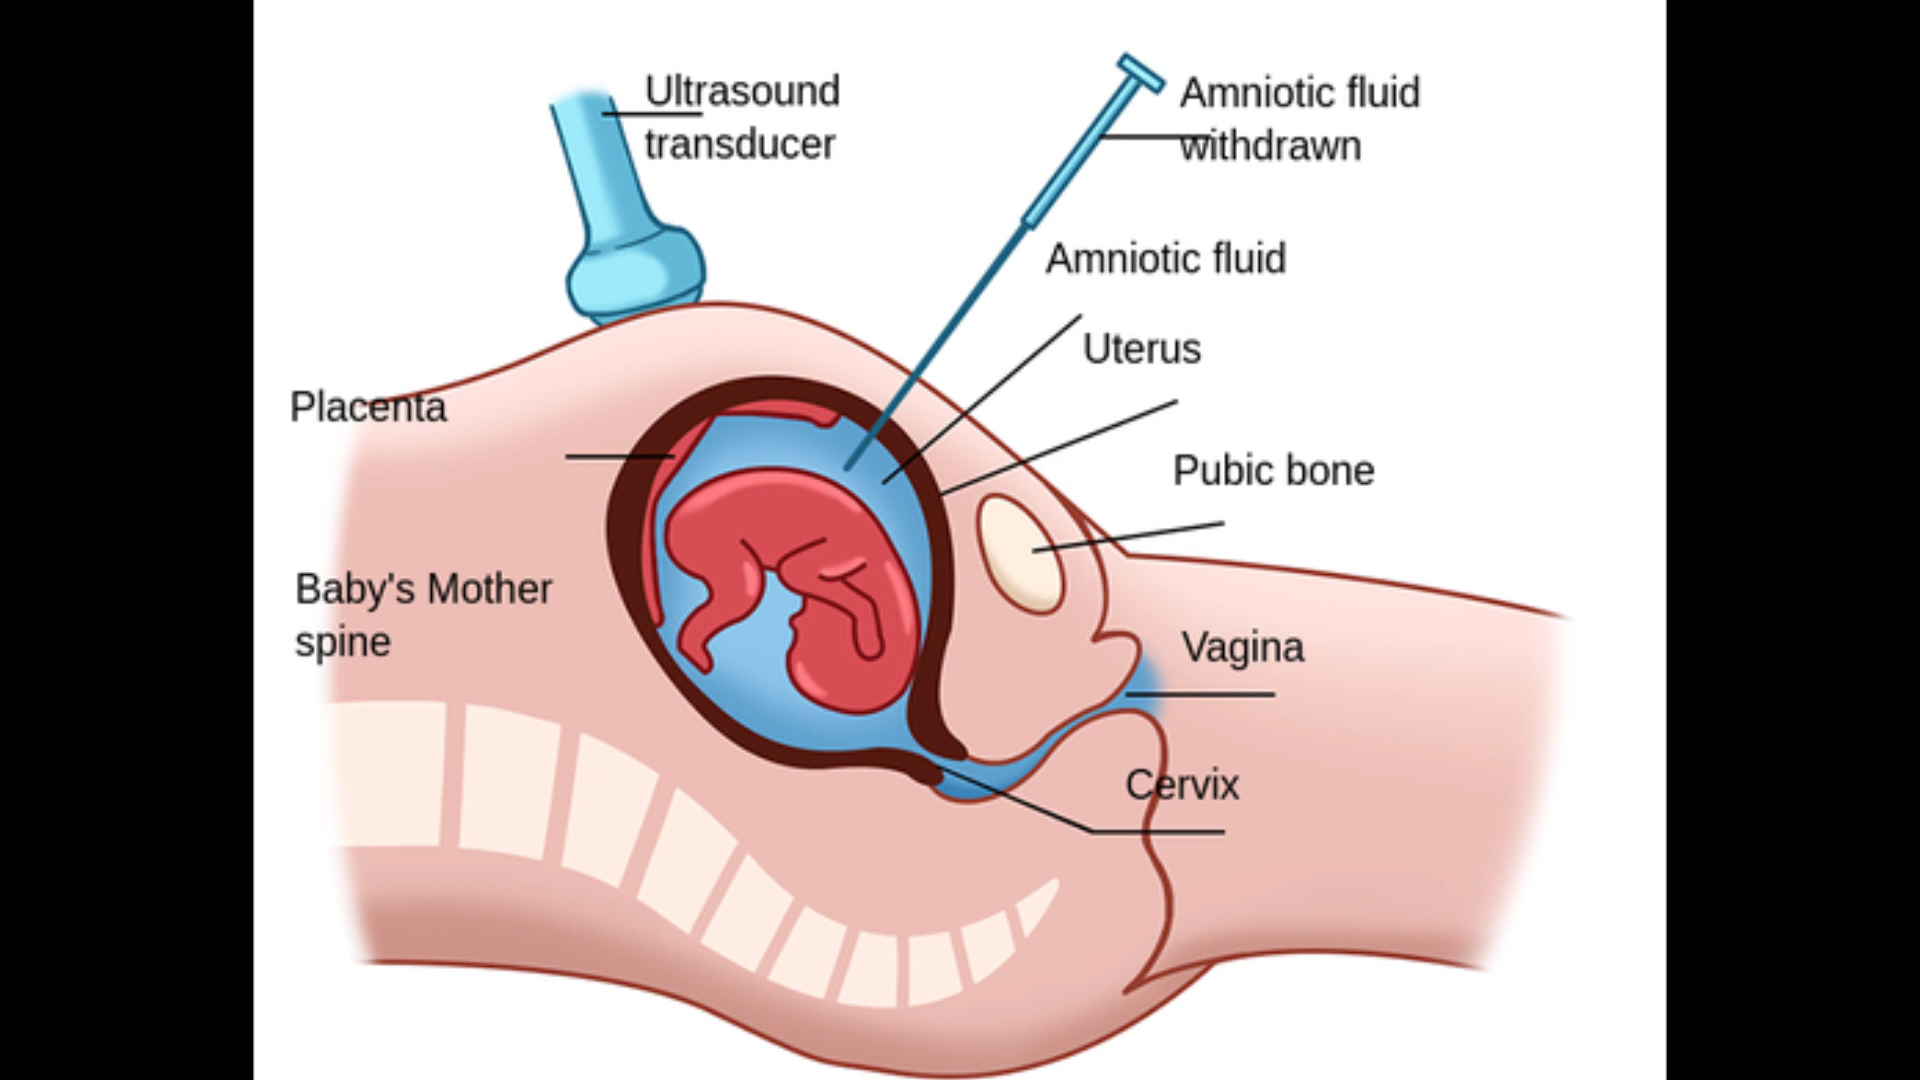 Ultrasound
transducer
Amniotic fluid
withdrawn
Amniotic fluid
Uterus
Placenta
Pubic bone
Baby's Mother
spine
Vagina
Cervix